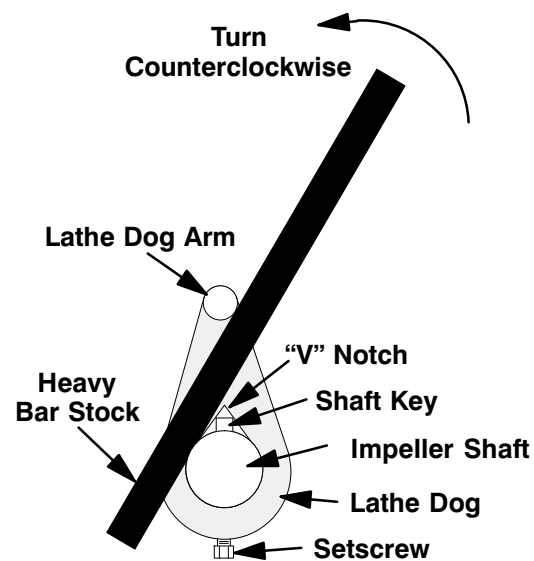 Turn
Counterclockwise
Lathe Dog Arm
“V” Notch
Heavy
Bar Stock
Shaft Key
Impeller Shaft
Lathe Dog
Setscrew